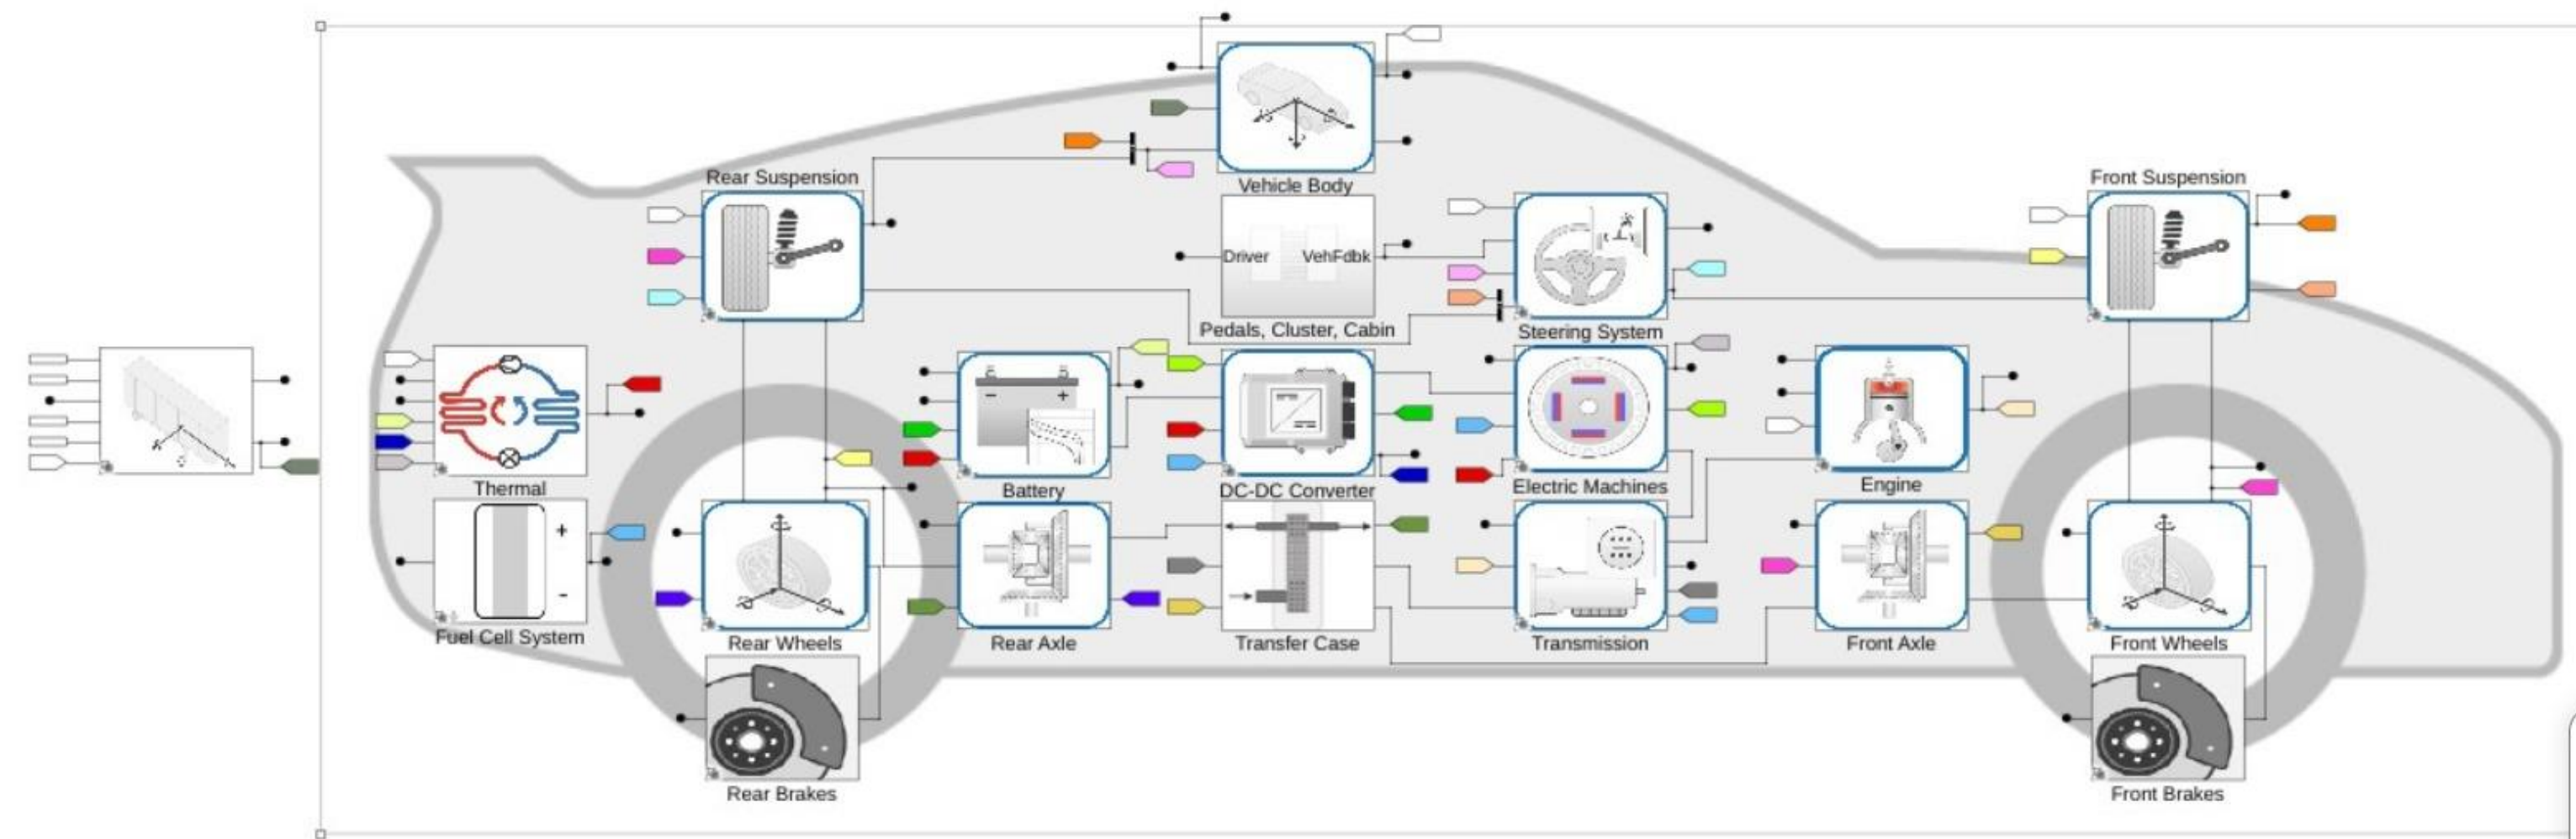 Rear Suspension
Vehicle Body
Front Suspension
Driver
VehFdbk
Pedals, Cluster, Cabin
Steering System
Thermal
Battery
- +
DC-DC Converter
Electric Machines
Engine
+
-
Fuel Cell System
Rear Wheels
Rear Axle
Transfer Case
Transmission
Front Axle
Front Wheels
Rear Brakes
Front Brakes